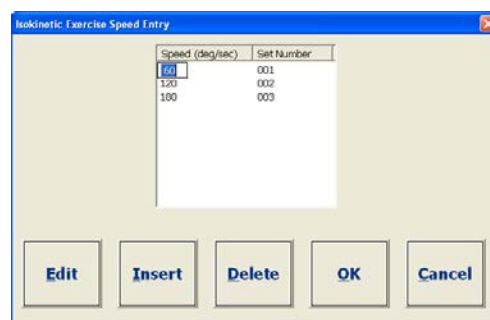 Isokinetic Exercise Speed Entry
Speed (deg/sec) Set Number
60 001
120 002
180 003
Edit Insert Delete OK Cancel